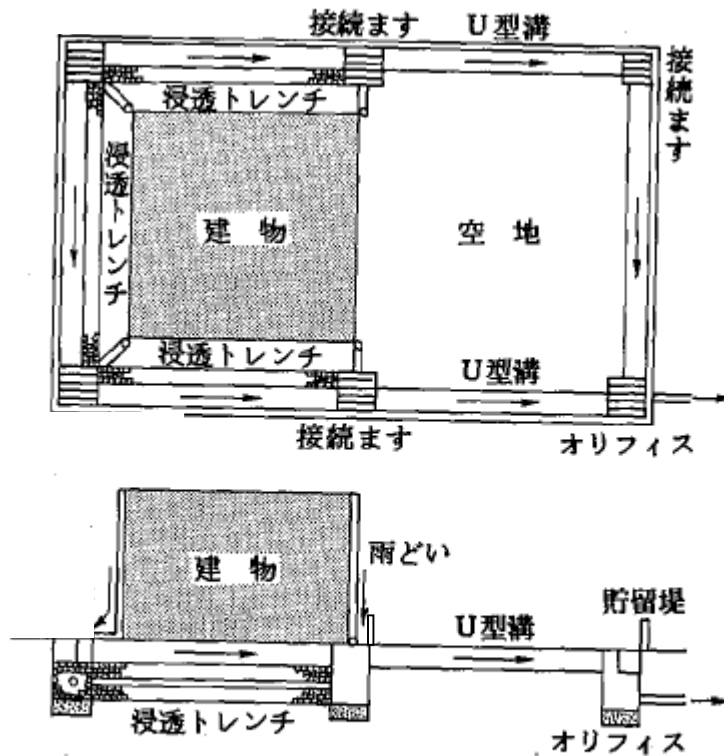 接続ます
U型溝
接続ます
浸透トレンチ
浸透トレンチ
建物
空地
浸透トレンチ
U型溝
接続ます
オリフィス
建物
雨どい
貯留堤
U型溝
浸透トレンチ
オリフィス